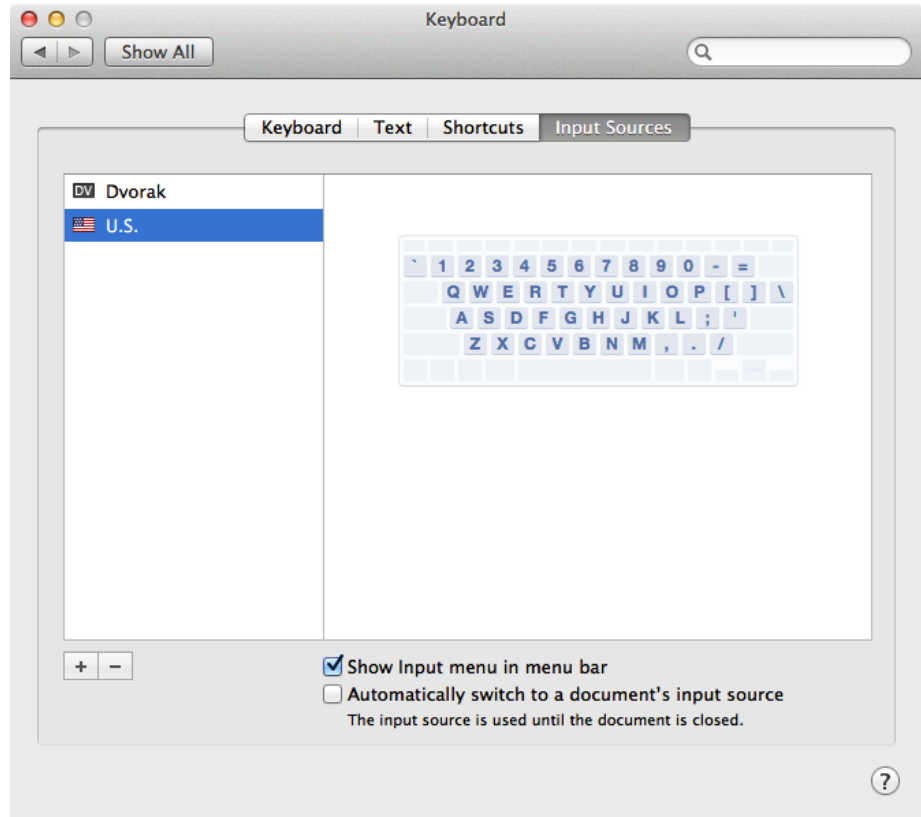 Keyboard
Show All
Keyboard Text Shortcuts Input Sources
DV Dvorak
U.S.
` 1 2 3 4 5 6 7 8 9 0 - =
Q W E R T Y U I O P [ ] \
A S D F G H J K L ; '
Z X C V B N M , . /
+ −
Show Input menu in menu bar
Automatically switch to a document's input source
The input source is used until the document is closed.
?